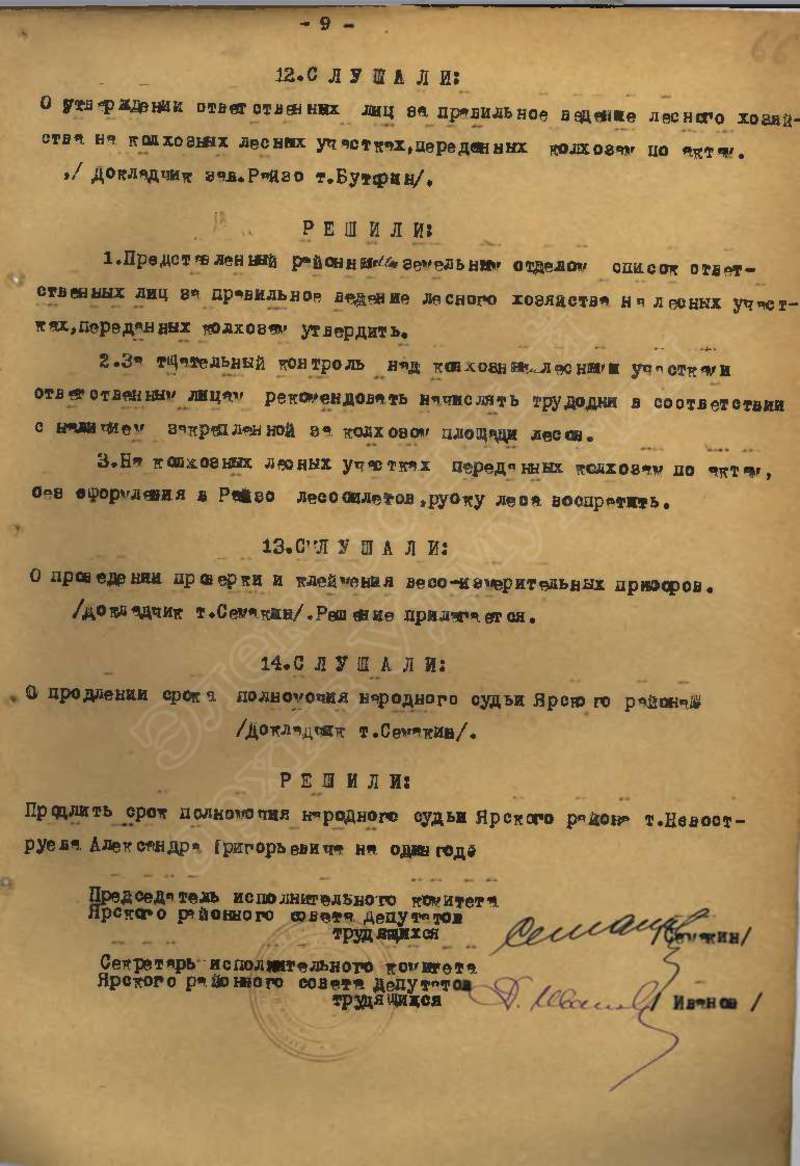 - 9 -
66
12.С Л У Ш А Л И:
О утверждении ответственних лиц за правильное ведение лесного хозяй-
ства на колхозных лесных участках,переденных колхозам по актам.
,/ Докладчик зав.Райзо т.Бутфин/.
Р Е Ш И Л И:
1.Представленный районным земельным отделом список ответ-
ственных лиц за правильное ведение лесного хозяйства на лесных участ-
ках,переданных колхозам утвердить.
2.За тщательный контроль над колхозными лесными участками
ответственным лицам рекомендовать начислять трудодни в соответствии
с наличием закрепленной за колхозом площади лесов.
3.На колхозных лесных участках переданных колхозам по актам,
без оформления в Райзо лесобилетов,рубку леса воспретить.
13.С Л У Ш А Л И:
О проведении проверки и клеймения весо-измерительных приборов.
/докладчик т.Семакин/.Решение прилагается.
14.С Л У Ш А Л И:
О продлении срока полномочия народного судьи Ярского района
/Докладчик т.Семакин/.
Р Е Ш И Л И:
Продлить срок полномочия народного судьи Ярского района т.Невост-
руева Александра Григорьевича на один год.
Председатель исполнительного комитета
Ярского районного совета депутатов
трудящихся /Семакин/
Секретарь исполнительного комитета
Ярского районного совета депутатов
трудящихся / Иванов /